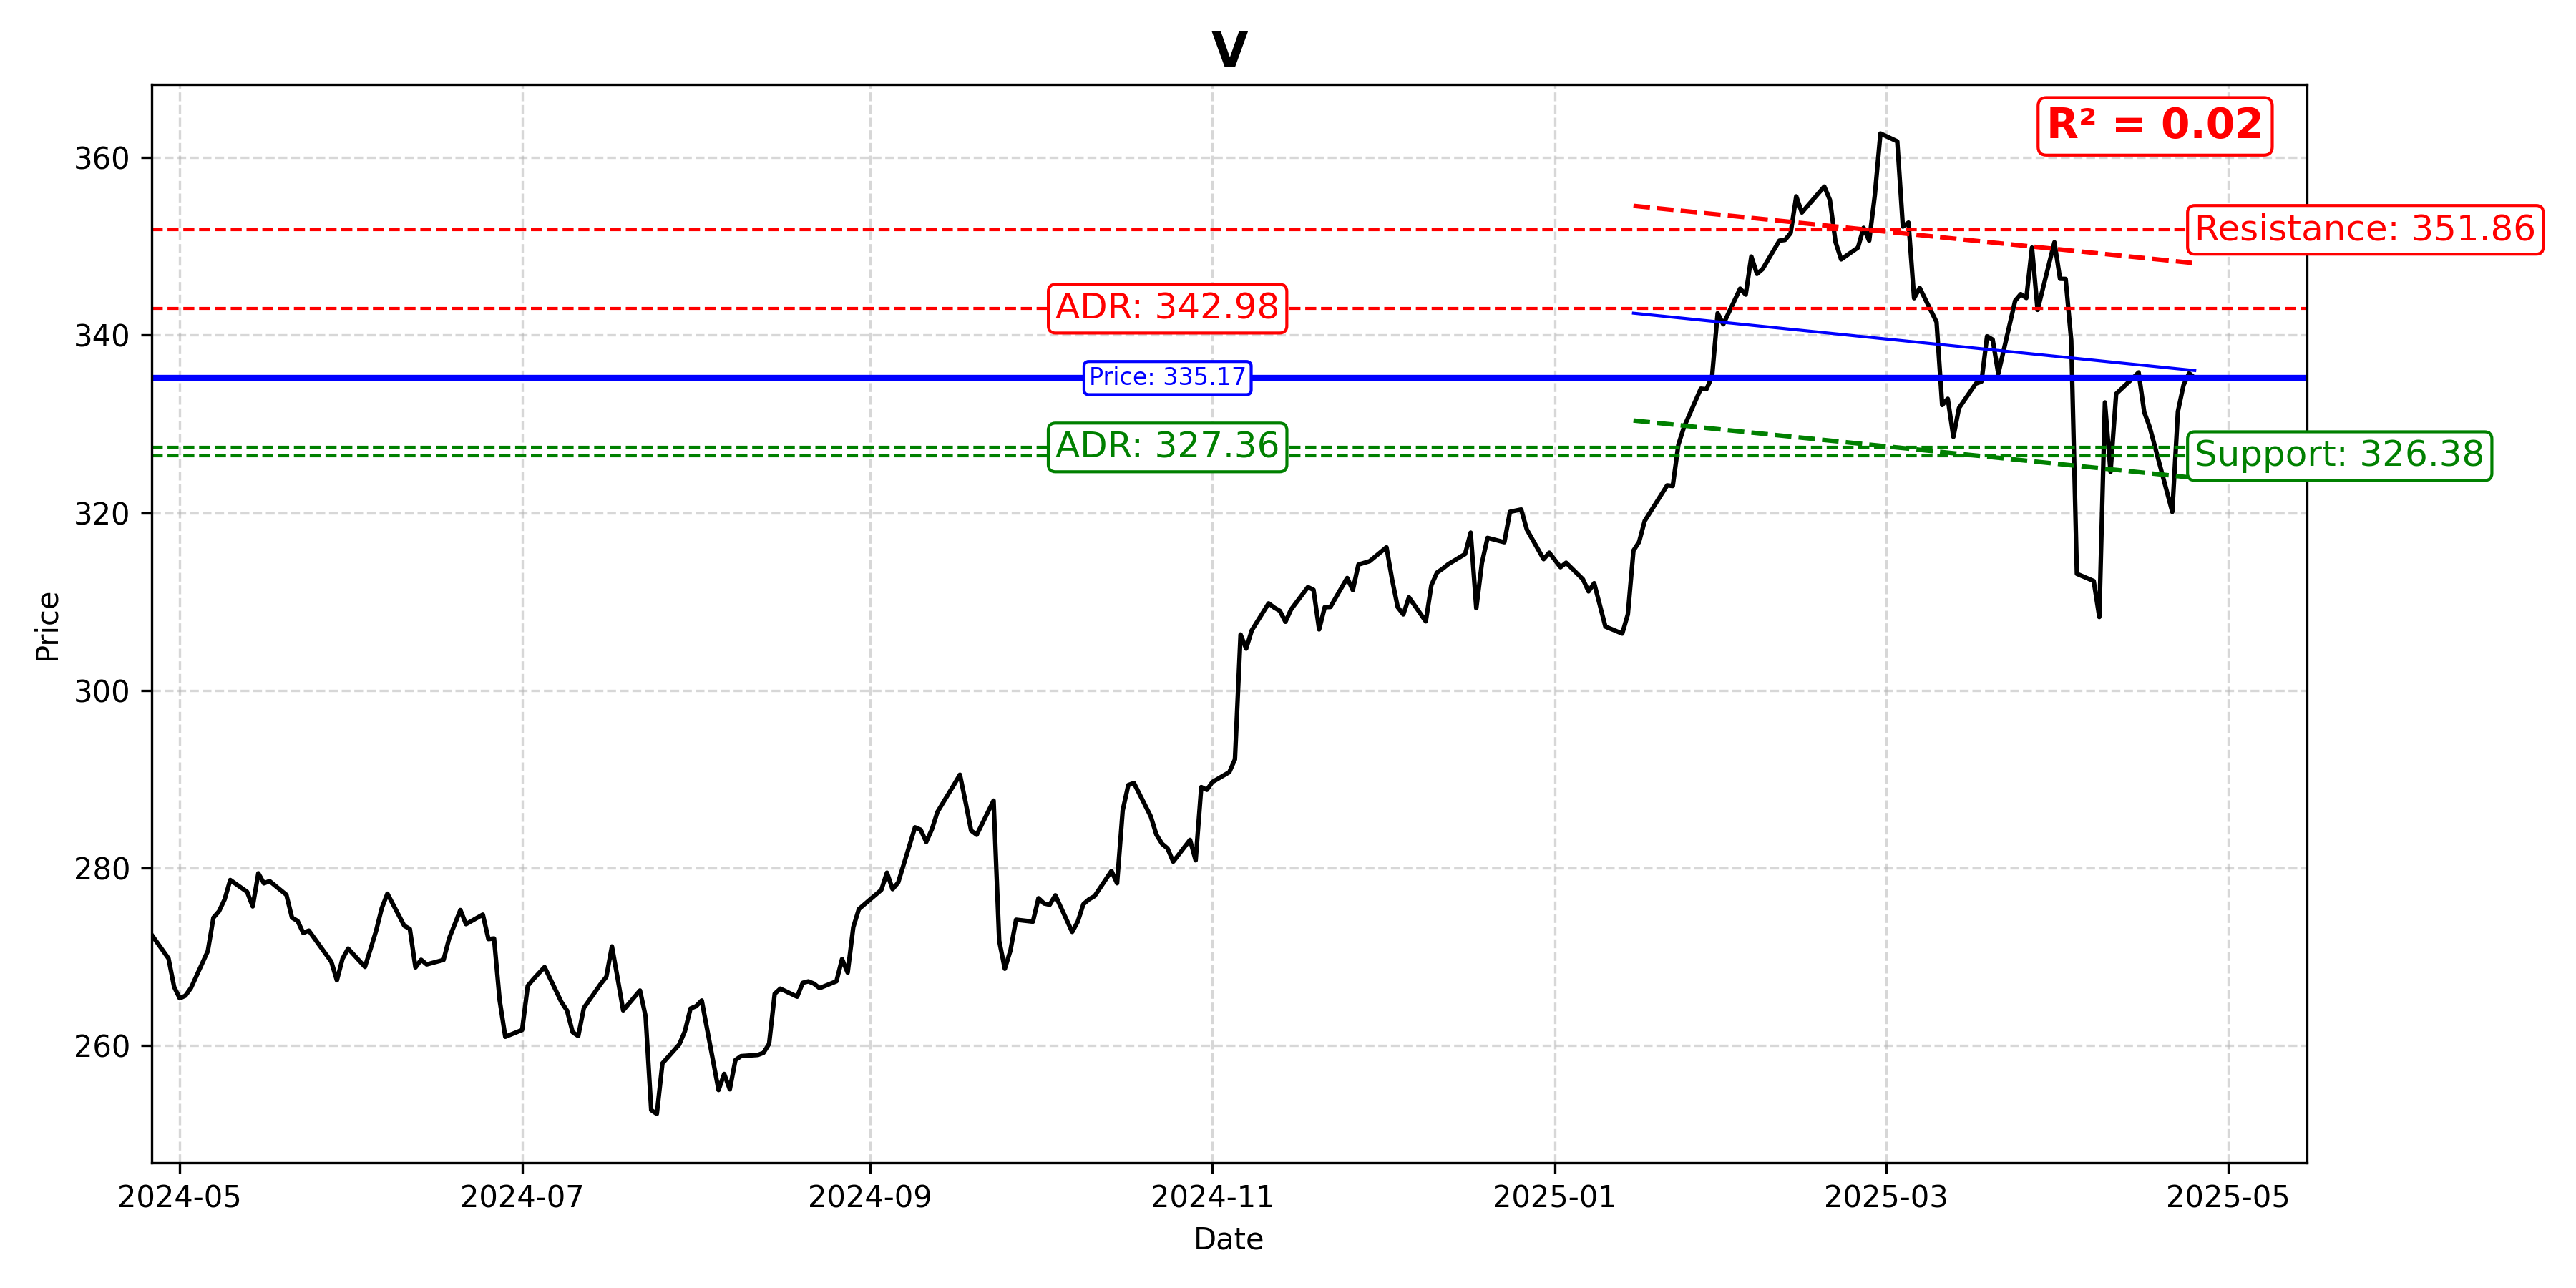 V
R² = 0.02
360
Resistance: 351.86
ADR: 342.98
340
Price: 335.17
ADR: 327.36
Support: 326.38
320
Price
300
280
260
2024-05
2024-07
2024-09
2024-11
2025-01
2025-03
2025-05
Date